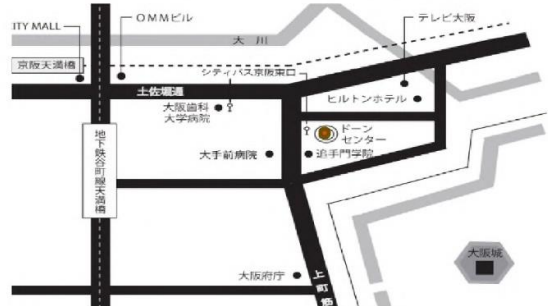 ITY MALL
OMMビル
テレビ大阪
大川
京阪天満橋
シティバス京阪東口
土佐堀通
大阪歯科
大学病院
ヒルトンホテル
ドーン
センター
地下鉄谷町線天満橋
大手前病院
追手門学院
大阪城
大阪府庁
上町